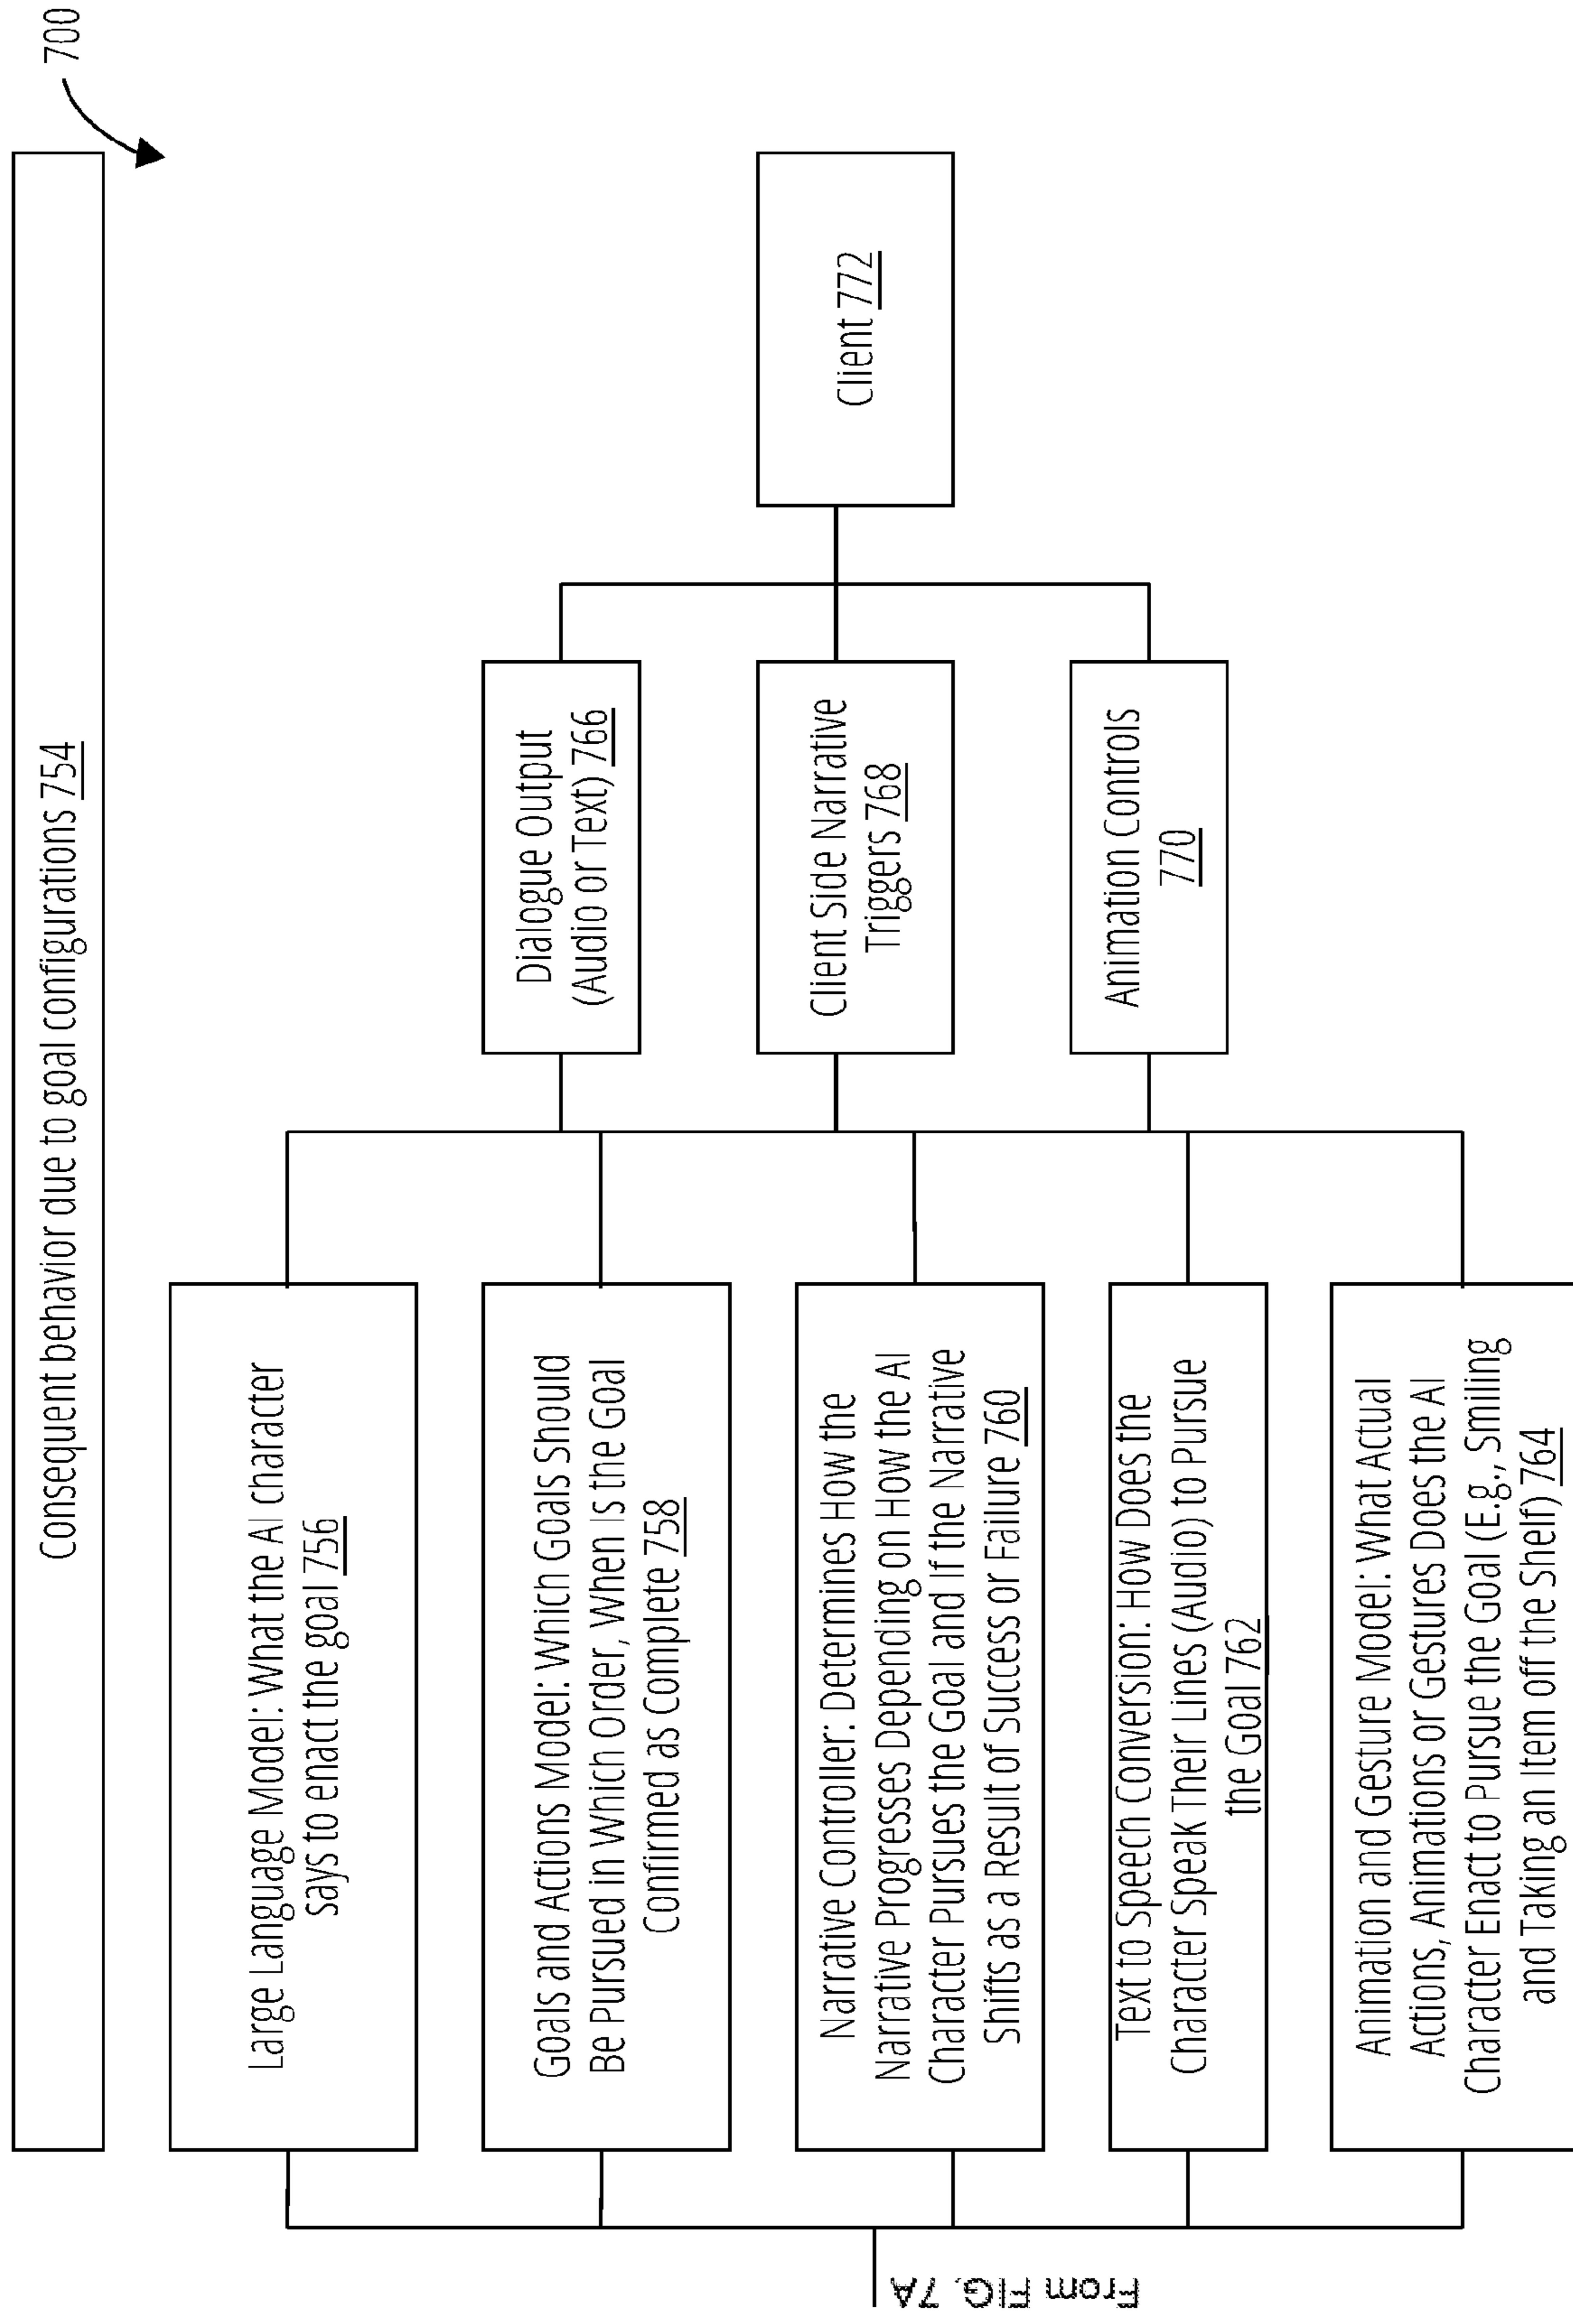 700
Consequent behavior due to goal configurations 754
Large Language Model: What the AI character
says to enact the goal 756
Goals and Actions Model: Which Goals Should
Be Pursued in Which Order, When Is the Goal
Confirmed as Complete 758
Narrative Controller: Determines How the
Narrative Progresses Depending on How the AI
Character Pursues the Goal and If the Narrative
Shifts as a Result of Success or Failure 760
Text to Speech Conversion: How Does the
Character Speak Their Lines (Audio) to Pursue
the Goal 762
Animation and Gesture Model: What Actual
Actions, Animations or Gestures Does the AI
Character Enact to Pursue the Goal (E.g., Smiling
and Taking an Item off the Shelf) 764
Dialogue Output
(Audio or Text) 766
Client Side Narrative
Triggers 768
Animation Controls
770
Client 772
From FIG. 7A